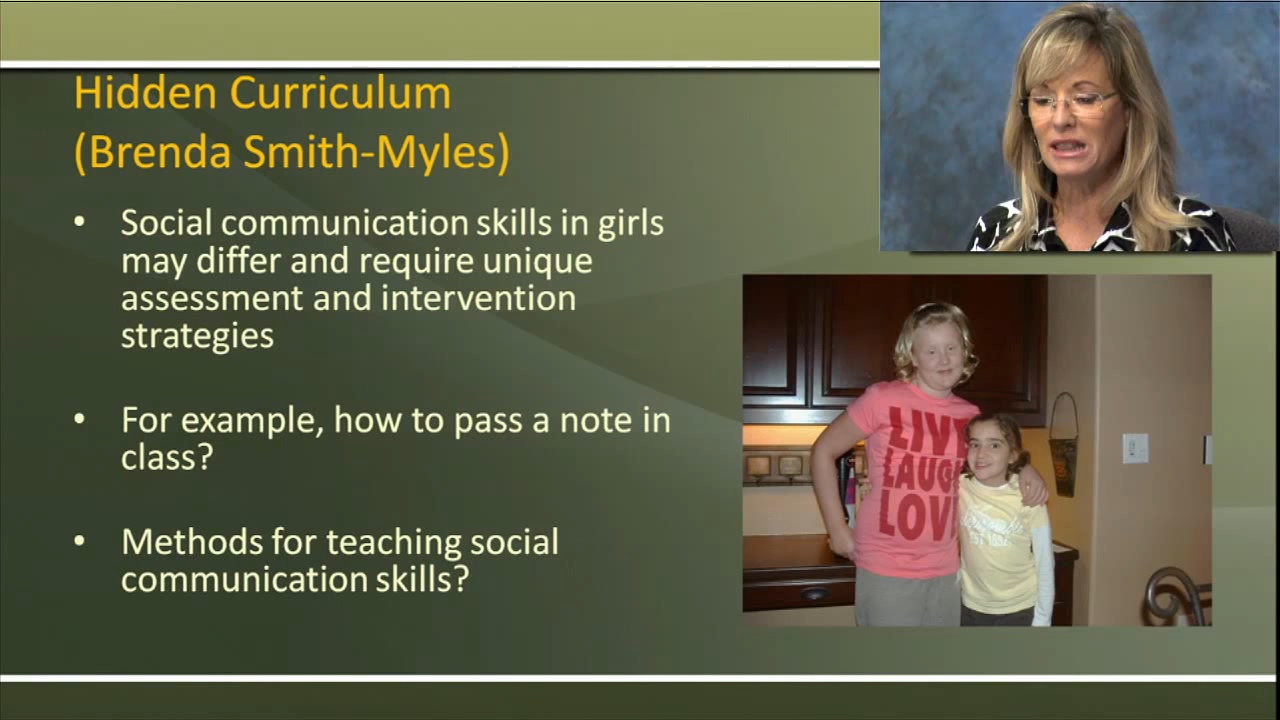 Hidden Curriculum
(Brenda Smith-Myles)
• Social communication skills in girls
may differ and require unique
assessment and intervention
strategies
• For example, how to pass a note in
class?
• Methods for teaching social
communication skills?
LIVE
LAUGH
LOVE